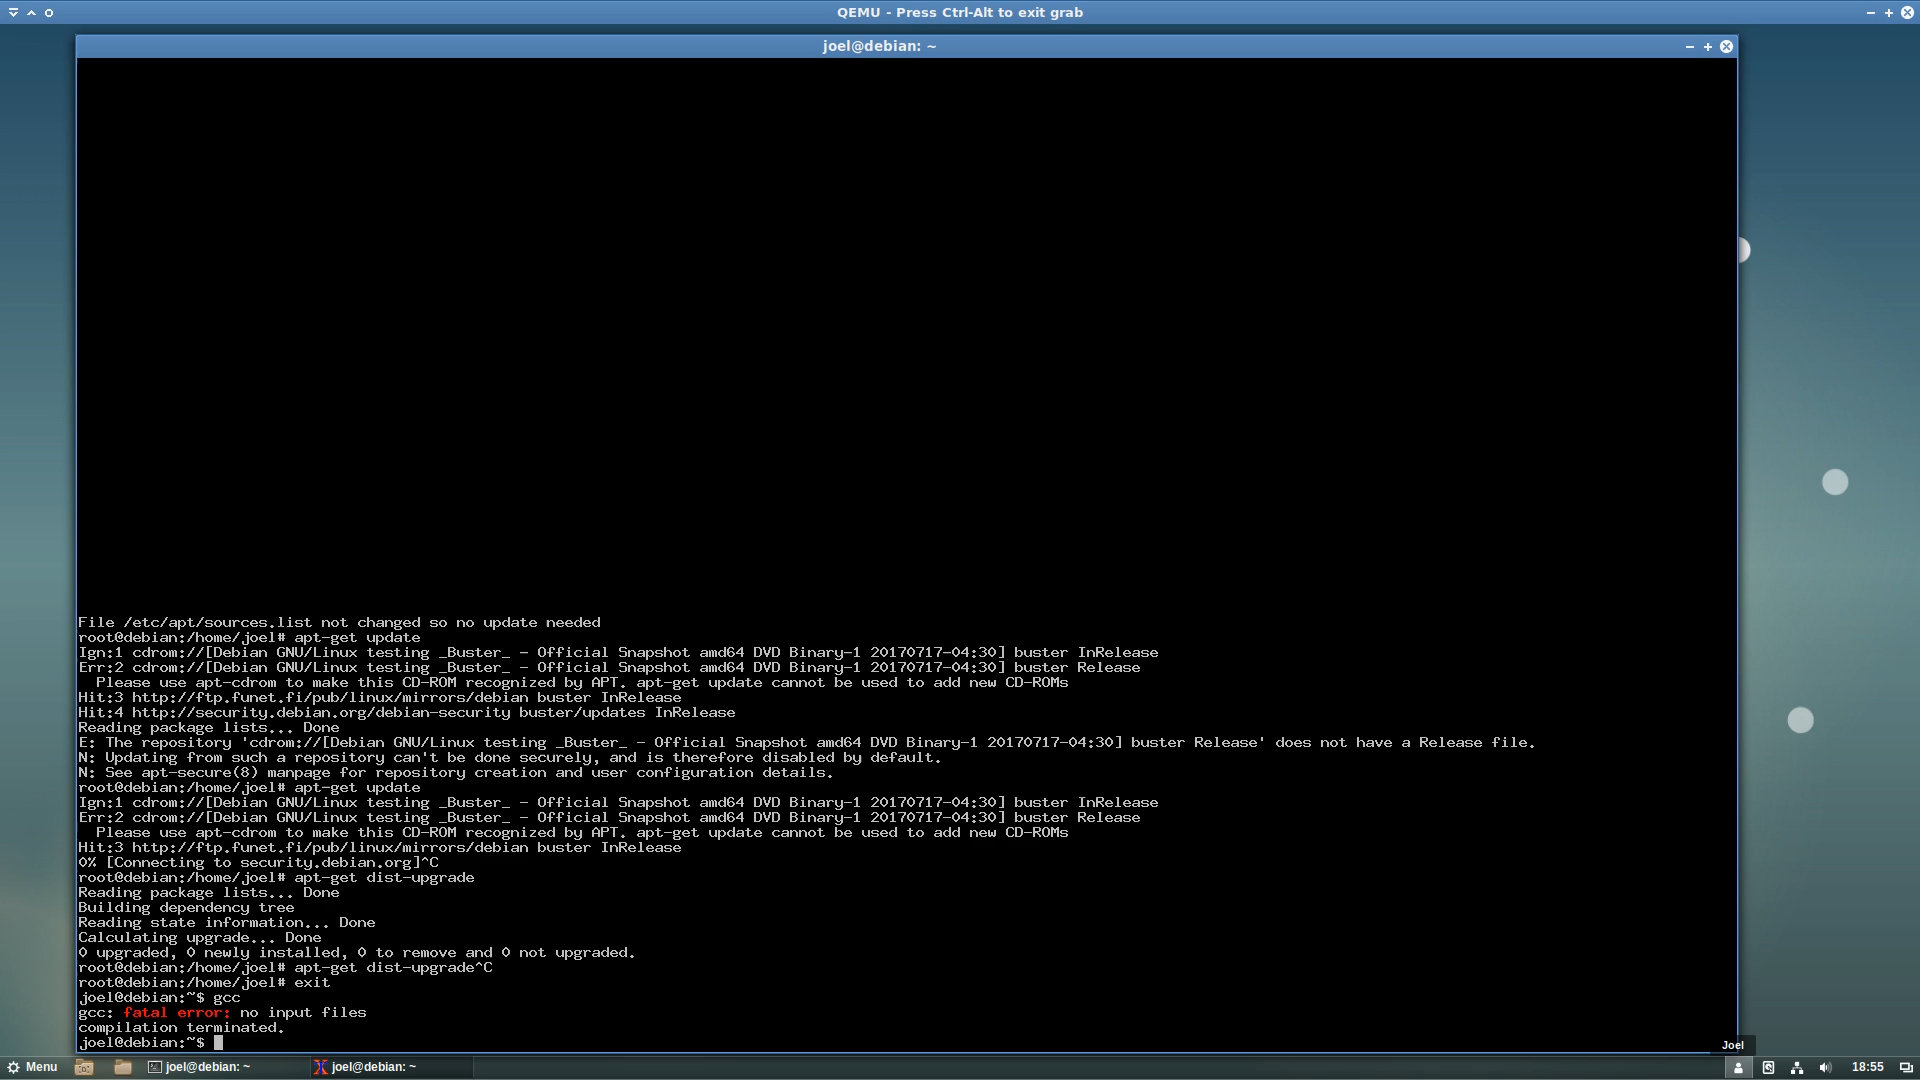 QEMU - Press Ctrl-Alt to exit grab
joel@debian: ~
File /etc/apt/sources.list not changed so no update needed
root@debian:/home/joel# apt-get update
Ign:1 cdrom://[Debian GNU/Linux testing _Buster_ - Official Snapshot amd64 DVD Binary-1 20170717-04:30] buster InRelease
Err:2 cdrom://[Debian GNU/Linux testing _Buster_ - Official Snapshot amd64 DVD Binary-1 20170717-04:30] buster Release
  Please use apt-cdrom to make this CD-ROM recognized by APT. apt-get update cannot be used to add new CD-ROMs
Hit:3 http://ftp.funet.fi/pub/linux/mirrors/debian buster InRelease
Hit:4 http://security.debian.org/debian-security buster/updates InRelease
Reading package lists... Done
E: The repository 'cdrom://[Debian GNU/Linux testing _Buster_ - Official Snapshot amd64 DVD Binary-1 20170717-04:30] buster Release' does not have a Release file.
N: Updating from such a repository can't be done securely, and is therefore disabled by default.
N: See apt-secure(8) manpage for repository creation and user configuration details.
root@debian:/home/joel# apt-get update
Ign:1 cdrom://[Debian GNU/Linux testing _Buster_ - Official Snapshot amd64 DVD Binary-1 20170717-04:30] buster InRelease
Err:2 cdrom://[Debian GNU/Linux testing _Buster_ - Official Snapshot amd64 DVD Binary-1 20170717-04:30] buster Release
  Please use apt-cdrom to make this CD-ROM recognized by APT. apt-get update cannot be used to add new CD-ROMs
Hit:3 http://ftp.funet.fi/pub/linux/mirrors/debian buster InRelease
0% [Connecting to security.debian.org]^C
root@debian:/home/joel# apt-get dist-upgrade
Reading package lists... Done
Building dependency tree
Reading state information... Done
Calculating upgrade... Done
0 upgraded, 0 newly installed, 0 to remove and 0 not upgraded.
root@debian:/home/joel# apt-get dist-upgrade^C
root@debian:/home/joel# exit
joel@debian:~$ gcc
gcc: fatal error: no input files
compilation terminated.
joel@debian:~$
Joel
Menu joel@debian: ~ joel@debian: ~ 18:55